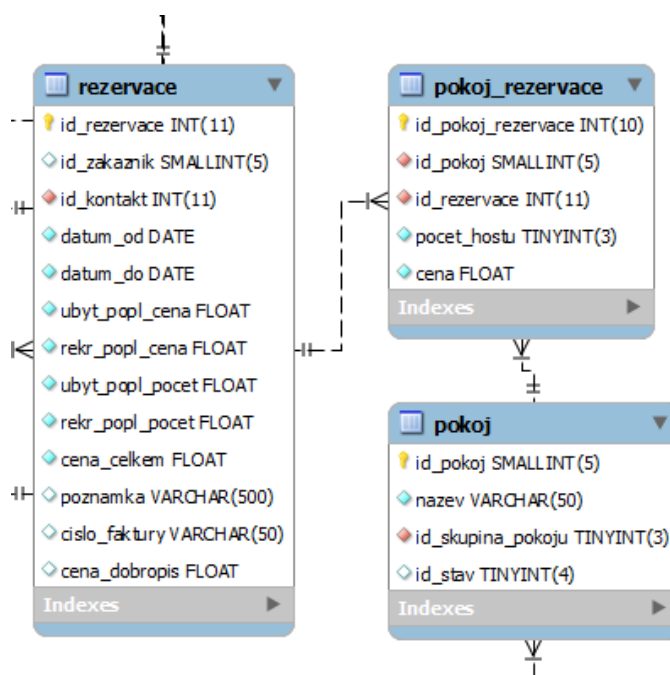 rezervace
id_rezervace INT(11)
id_zakaznik SMALLINT(5)
id_kontakt INT(11)
datum_od DATE
datum_do DATE
ubyt_popl_cena FLOAT
rekr_popl_cena FLOAT
ubyt_popl_pocet FLOAT
rekr_popl_pocet FLOAT
cena_celkem FLOAT
poznamka VARCHAR(500)
cislo_faktury VARCHAR(50)
cena_dobropis FLOAT
Indexes
pokoj_rezervace
id_pokoj_rezervace INT(10)
id_pokoj SMALLINT(5)
id_rezervace INT(11)
pocet_hostu TINYINT(3)
cena FLOAT
Indexes
pokoj
id_pokoj SMALLINT(5)
nazev VARCHAR(50)
id_skupina_pokoju TINYINT(3)
id_stav TINYINT(4)
Indexes